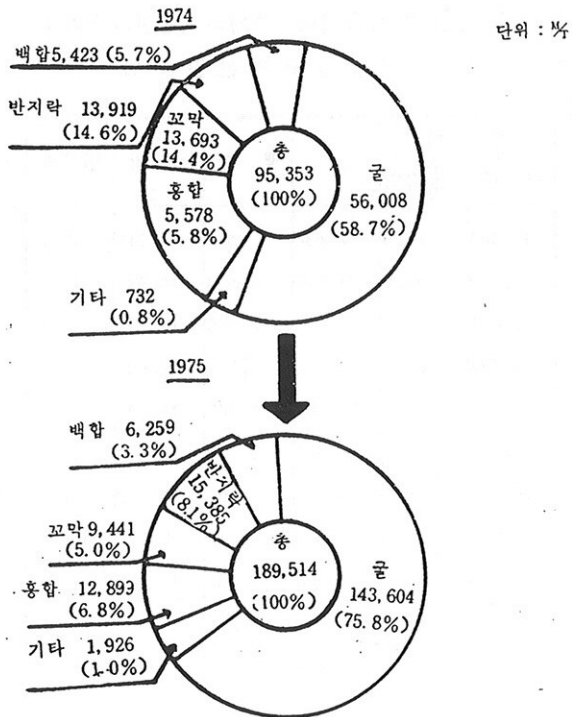 1974
단위 : M/T
백합5,423 (5.7%)
반지락 13,919
(14.6%)
꼬막
13,693
(14.4%)
홍합
5,578
(5.8%)
기타 732
(0.8%)
총
95,353
(100%)
굴
56,008
(58.7%)
1975
백합 6,259
(3.3%)
반지락
15,385
(8.1%)
꼬막 9,441
(5.0%)
홍합 12,899
(6.8%)
기타 1,926
(1.0%)
총
189,514
(100%)
굴
143,604
(75.8%)